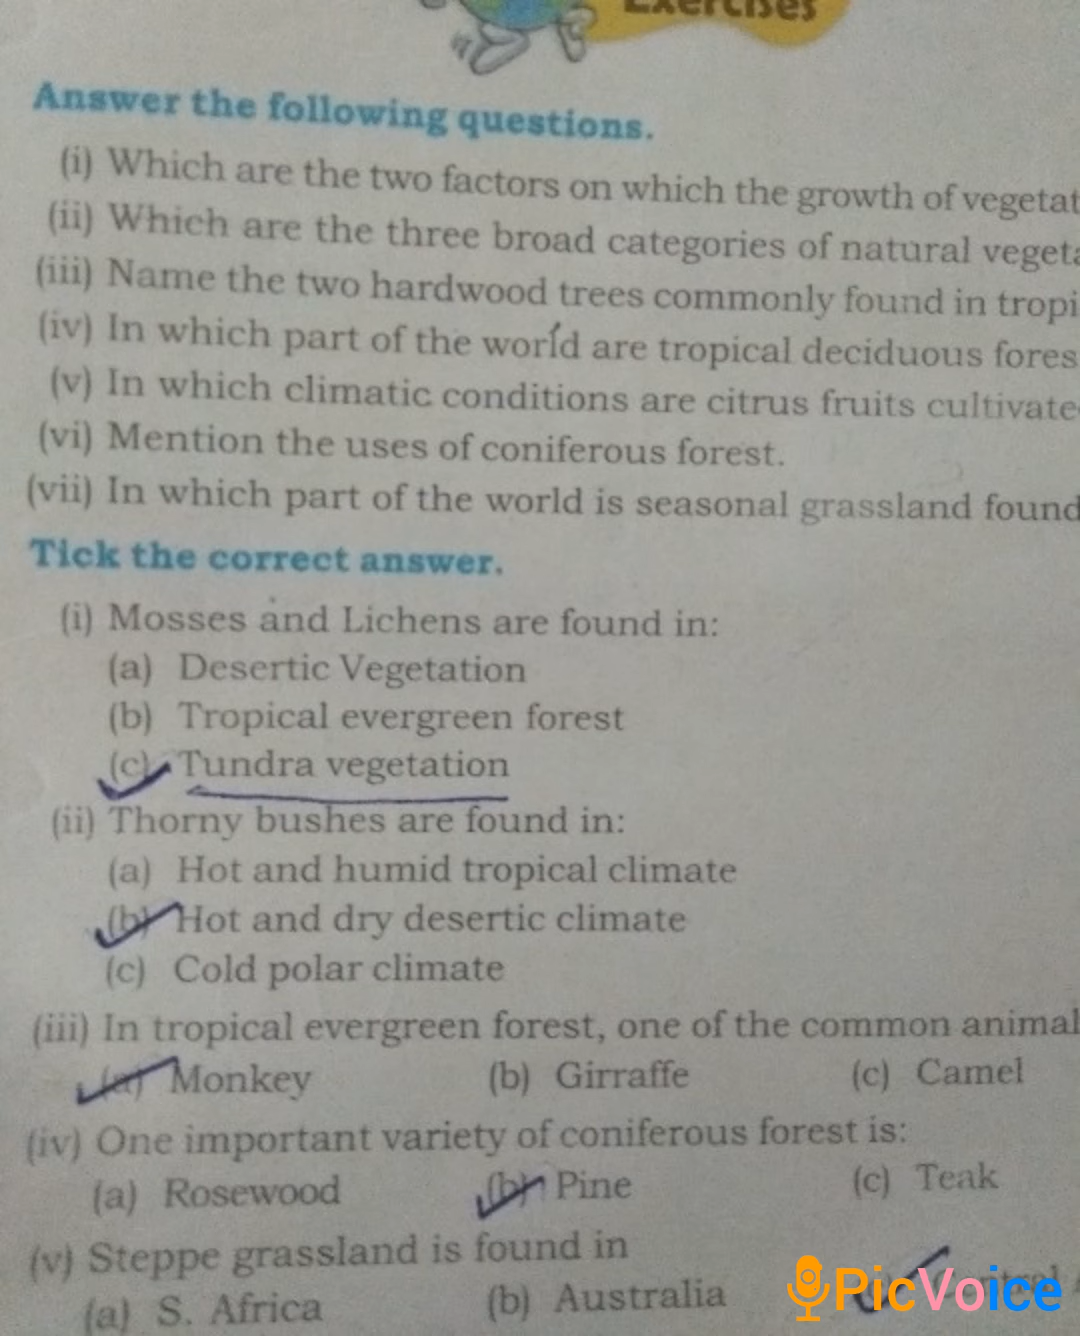 Exercises
Answer the following questions.
(i) Which are the two factors on which the growth of vegetat
(ii) Which are the three broad categories of natural vegeta
(iii) Name the two hardwood trees commonly found in tropi
(iv) In which part of the world are tropical deciduous fores
(v) In which climatic conditions are citrus fruits cultivate
(vi) Mention the uses of coniferous forest.
(vii) In which part of the world is seasonal grassland found
Tick the correct answer.
(i) Mosses and Lichens are found in:
(a) Desertic Vegetation
(b) Tropical evergreen forest
(c) Tundra vegetation
(ii) Thorny bushes are found in:
(a) Hot and humid tropical climate
(b) Hot and dry desertic climate
(c) Cold polar climate
(iii) In tropical evergreen forest, one of the common animal
(a) Monkey (b) Girraffe (c) Camel
(iv) One important variety of coniferous forest is:
(a) Rosewood (b) Pine (c) Teak
(v) Steppe grassland is found in
(a) S. Africa (b) Australia
PicVoice